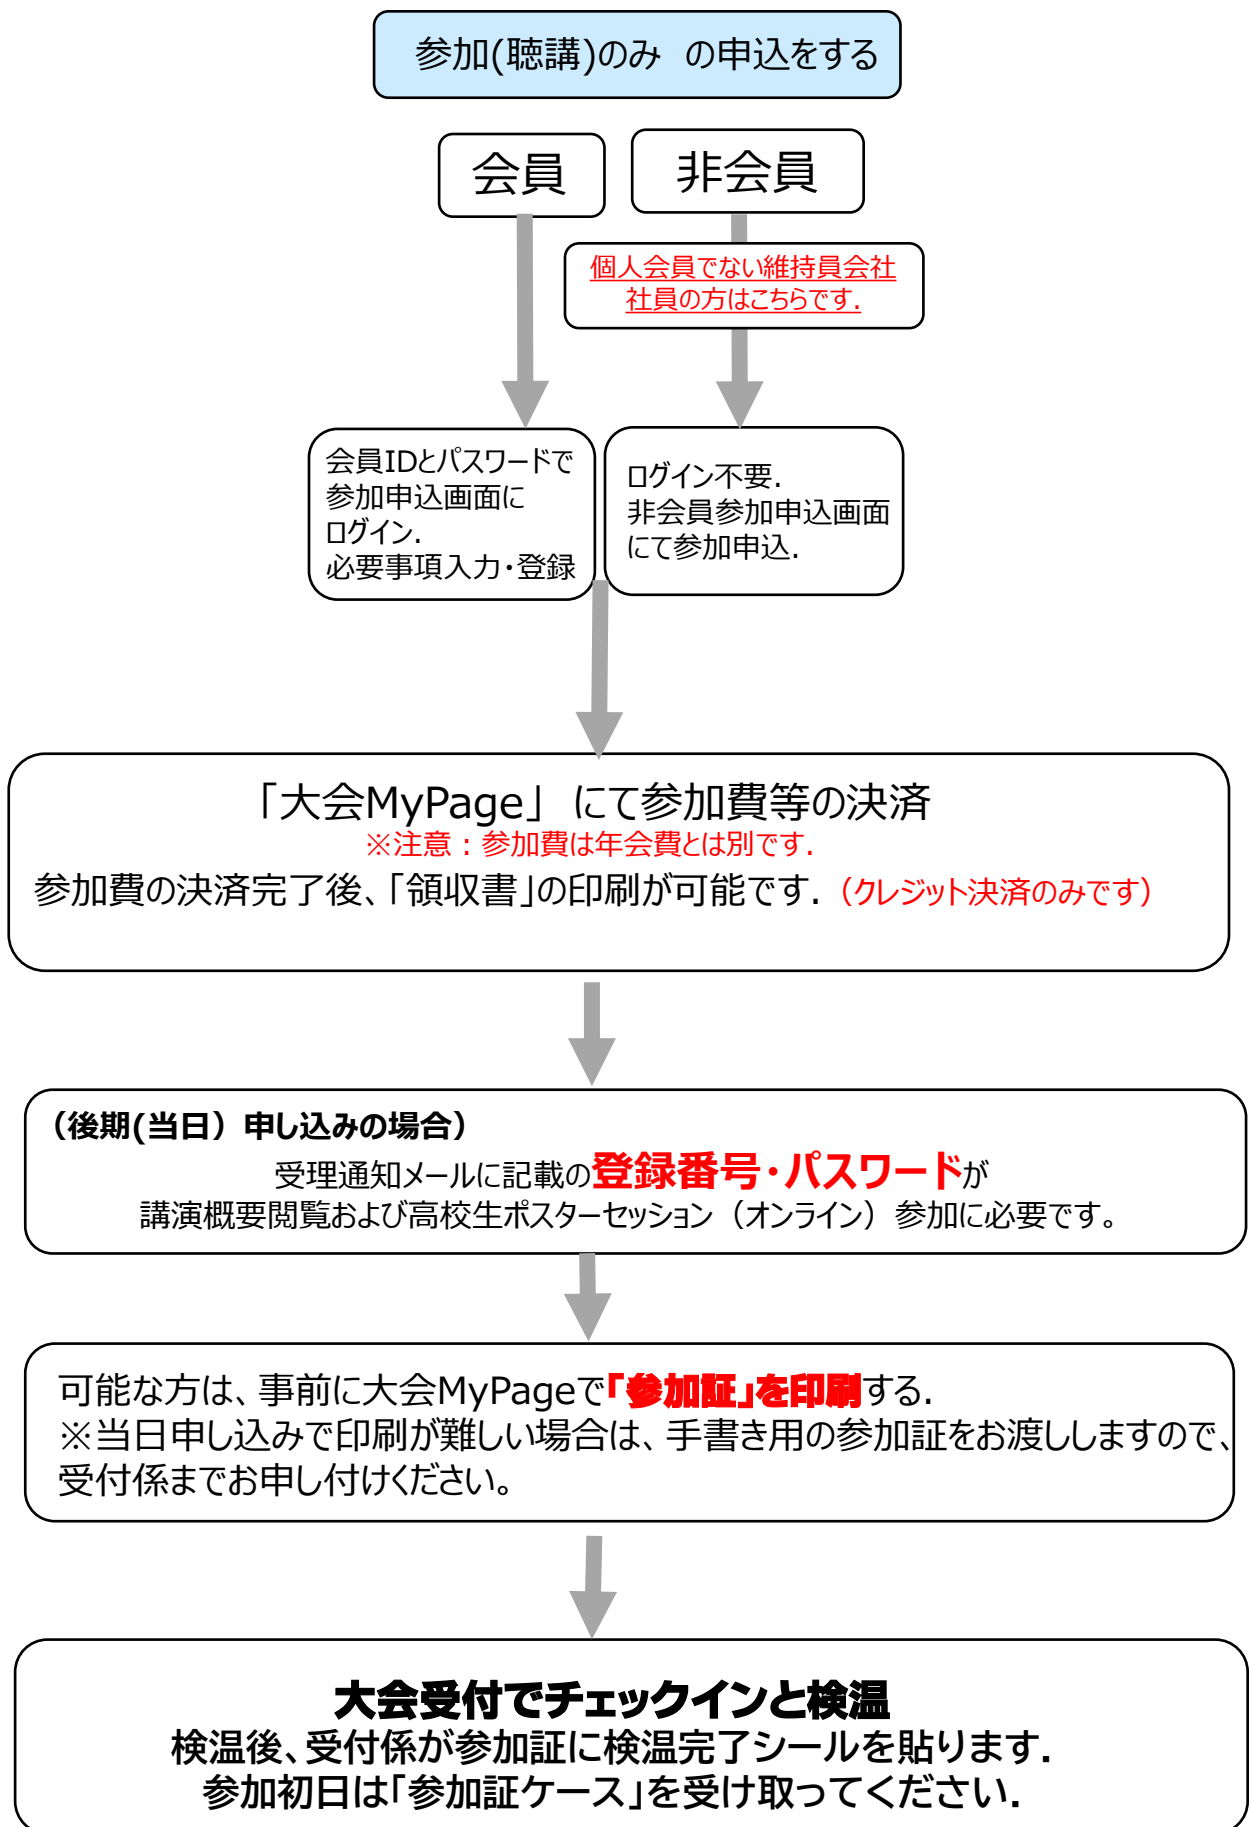 参加(聴講)のみ の申込をする
会員
非会員
個人会員でない維持員会社
社員の方はこちらです.
会員IDとパスワードで
参加申込画面に
ログイン.
必要事項入力・登録
ログイン不要.
非会員参加申込画面
にて参加申込.
「大会MyPage」 にて参加費等の決済
※注意：参加費は年会費とは別です.
参加費の決済完了後、「領収書」の印刷が可能です.（クレジット決済のみです）
（後期(当日）申し込みの場合）
受理通知メールに記載の登録番号・パスワードが
講演概要閲覧および高校生ポスターセッション（オンライン）参加に必要です。
可能な方は、事前に大会MyPageで「参加証」を印刷する.
※当日申し込みで印刷が難しい場合は、手書き用の参加証をお渡ししますので、
受付係までお申し付けください。
大会受付でチェックインと検温
検温後、受付係が参加証に検温完了シールを貼ります.
参加初日は「参加証ケース」を受け取ってください.